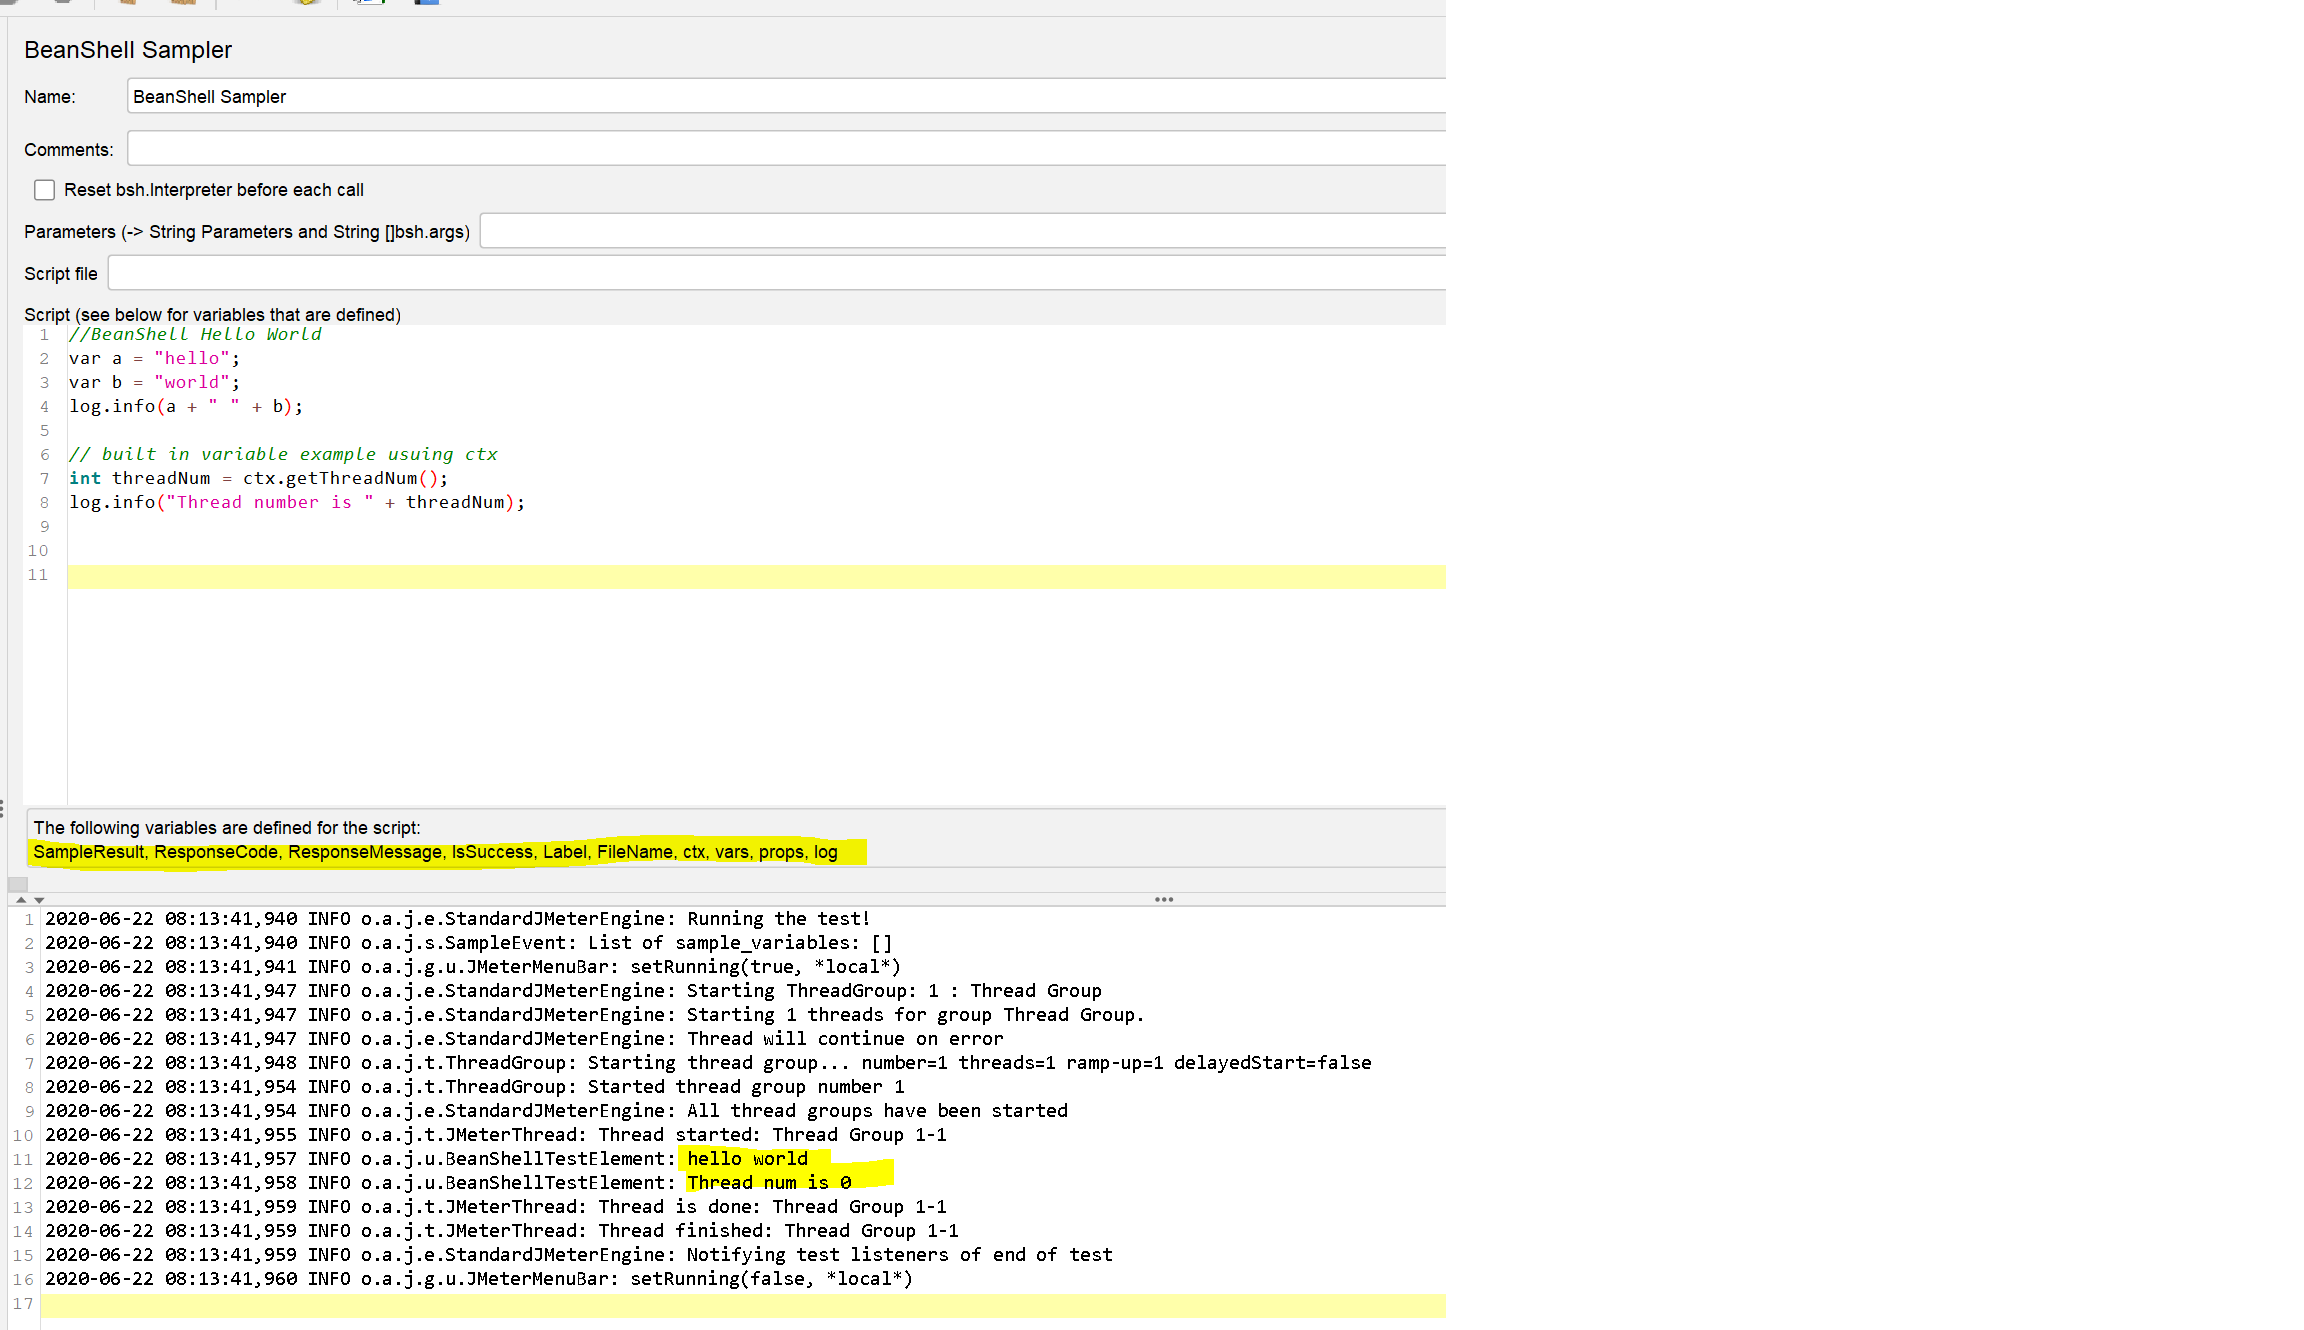 BeanShell Sampler
Name: BeanShell Sampler
Comments:
Reset bsh.Interpreter before each call
Parameters (-> String Parameters and String []bsh.args)
Script file
Script (see below for variables that are defined)
1 //BeanShell Hello World
2 var a = "hello";
3 var b = "world";
4 log.info(a + " " + b);
5
6 // built in variable example usuing ctx
7 int threadNum = ctx.getThreadNum();
8 log.info("Thread number is " + threadNum);
9
10
11
The following variables are defined for the script:
SampleResult, ResponseCode, ResponseMessage, IsSuccess, Label, FileName, ctx, vars, props, log
1 2020-06-22 08:13:41,940 INFO o.a.j.e.StandardJMeterEngine: Running the test!
2 2020-06-22 08:13:41,940 INFO o.a.j.s.SampleEvent: List of sample_variables: []
3 2020-06-22 08:13:41,941 INFO o.a.j.g.u.JMeterMenuBar: setRunning(true, *local*)
4 2020-06-22 08:13:41,947 INFO o.a.j.e.StandardJMeterEngine: Starting ThreadGroup: 1 : Thread Group
5 2020-06-22 08:13:41,947 INFO o.a.j.e.StandardJMeterEngine: Starting 1 threads for group Thread Group.
6 2020-06-22 08:13:41,947 INFO o.a.j.e.StandardJMeterEngine: Thread will continue on error
7 2020-06-22 08:13:41,948 INFO o.a.j.t.ThreadGroup: Starting thread group... number=1 threads=1 ramp-up=1 delayedStart=false
8 2020-06-22 08:13:41,954 INFO o.a.j.t.ThreadGroup: Started thread group number 1
9 2020-06-22 08:13:41,954 INFO o.a.j.e.StandardJMeterEngine: All thread groups have been started
10 2020-06-22 08:13:41,955 INFO o.a.j.t.JMeterThread: Thread started: Thread Group 1-1
11 2020-06-22 08:13:41,957 INFO o.a.j.u.BeanShellTestElement: hello world
12 2020-06-22 08:13:41,958 INFO o.a.j.u.BeanShellTestElement: Thread num is 0
13 2020-06-22 08:13:41,959 INFO o.a.j.t.JMeterThread: Thread is done: Thread Group 1-1
14 2020-06-22 08:13:41,959 INFO o.a.j.t.JMeterThread: Thread finished: Thread Group 1-1
15 2020-06-22 08:13:41,959 INFO o.a.j.e.StandardJMeterEngine: Notifying test listeners of end of test
16 2020-06-22 08:13:41,960 INFO o.a.j.g.u.JMeterMenuBar: setRunning(false, *local*)
17